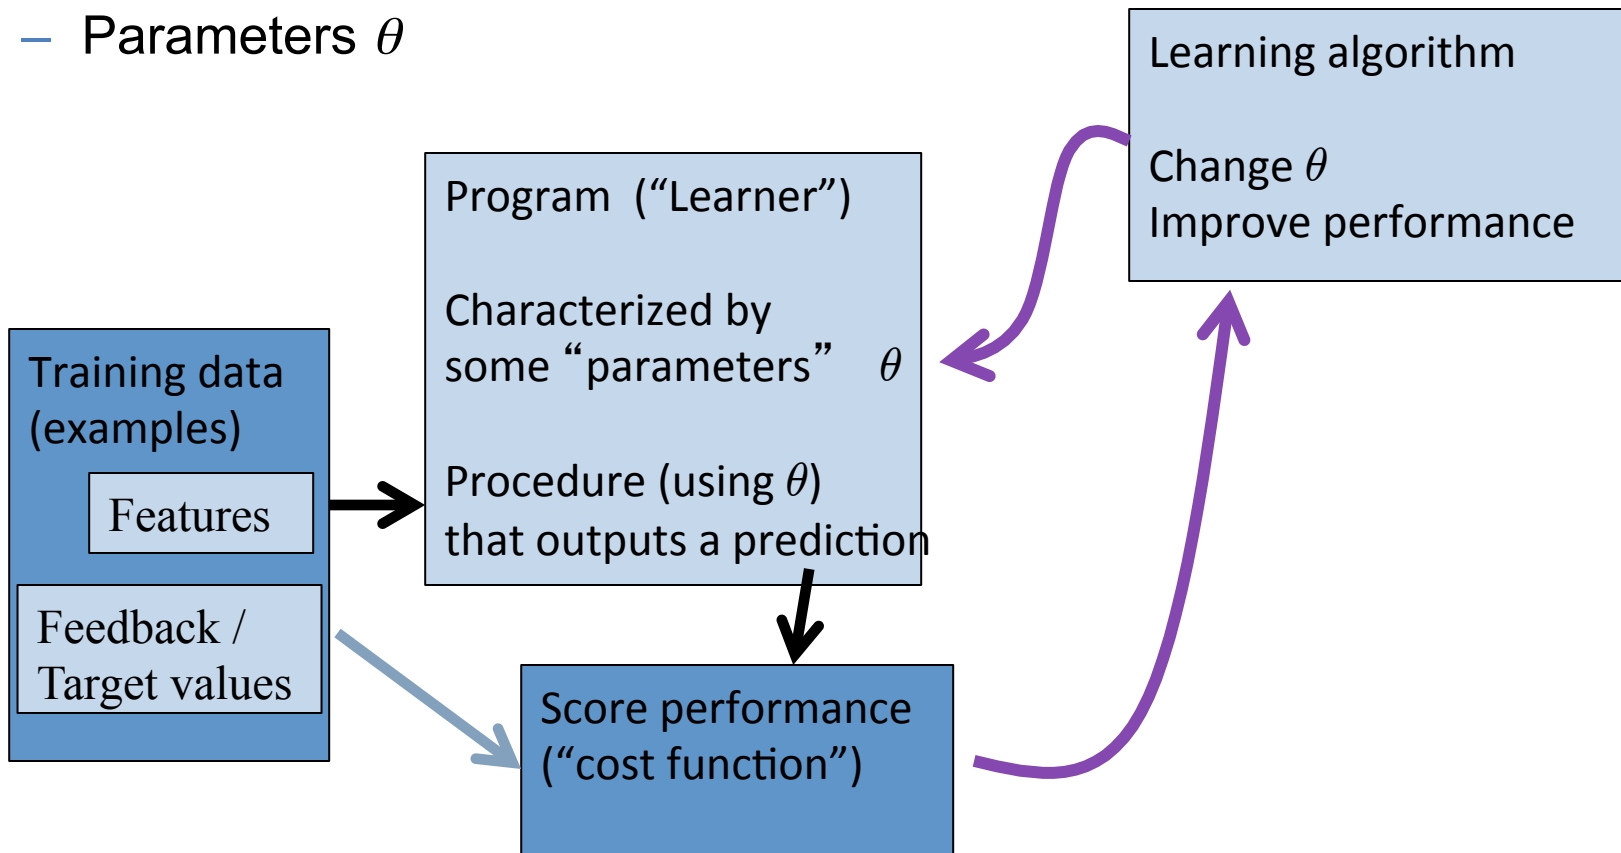 – Parameters θ
Learning algorithm
Change θ
Improve performance
Program (“Learner”)
Characterized by
some “parameters” θ
Procedure (using θ)
that outputs a prediction
Training data
(examples)
Features
Feedback /
Target values
Score performance
(“cost function”)